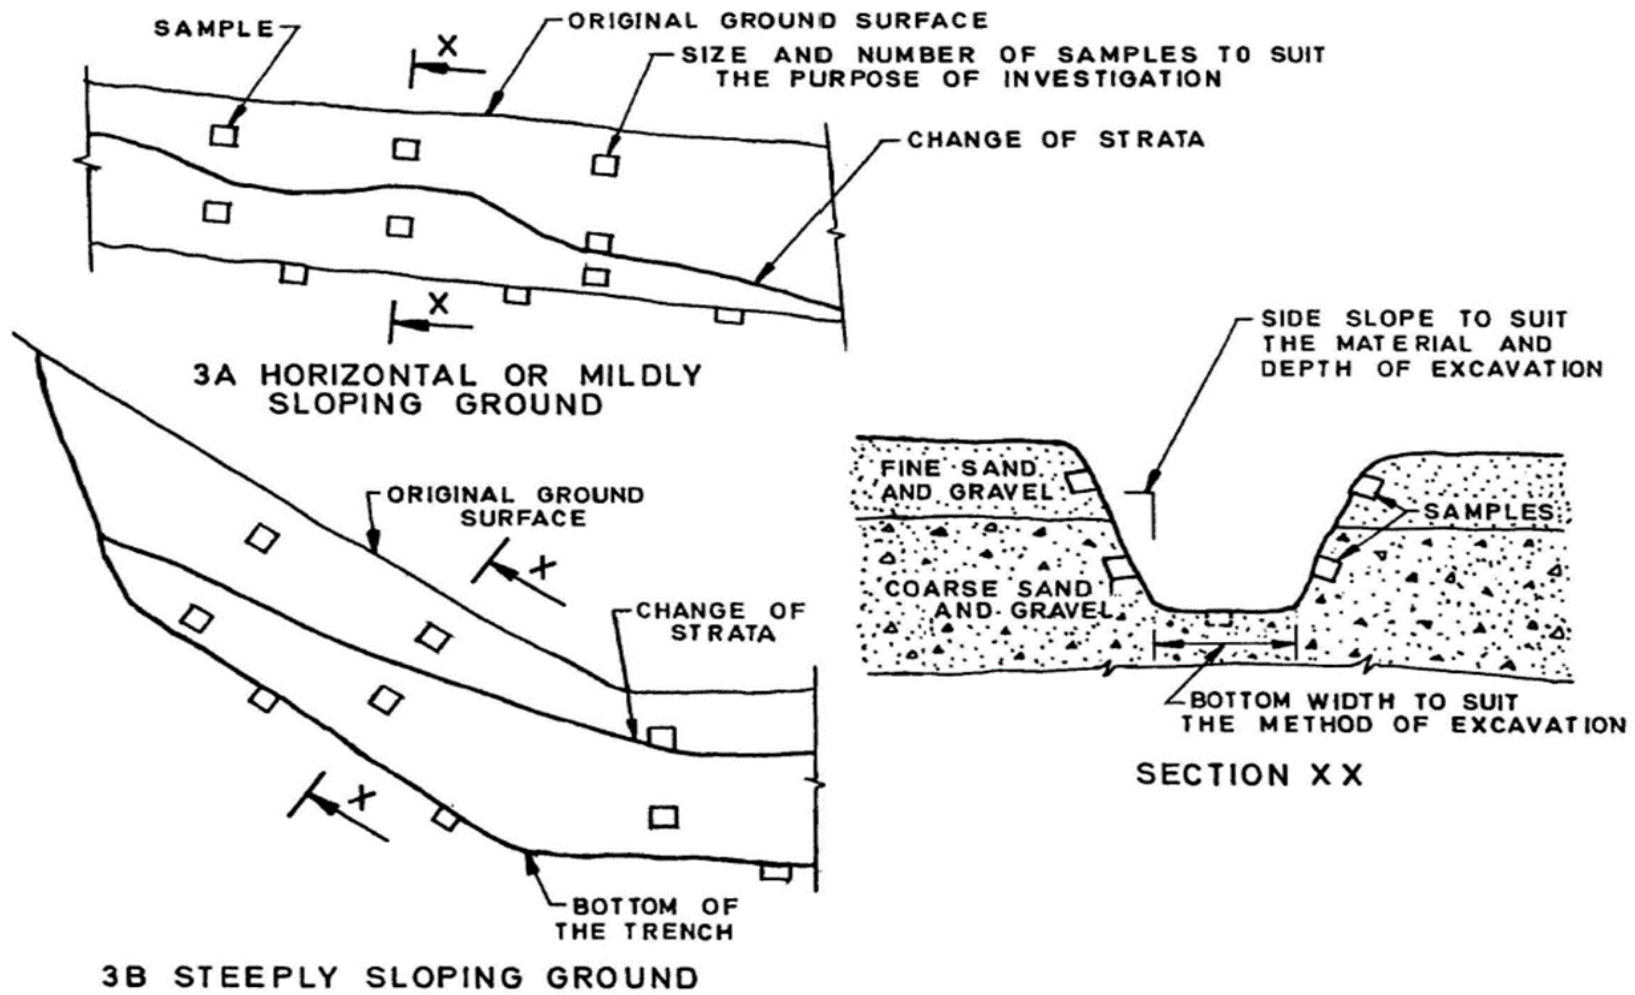 SAMPLE
X
ORIGINAL GROUND SURFACE
SIZE AND NUMBER OF SAMPLES TO SUIT
THE PURPOSE OF INVESTIGATION
CHANGE OF STRATA
X
3A HORIZONTAL OR MILDLY
SLOPING GROUND
ORIGINAL GROUND
SURFACE
X
CHANGE OF
STRATA
X
BOTTOM OF
THE TRENCH
3B STEEPLY SLOPING GROUND
SIDE SLOPE TO SUIT
THE MATERIAL AND
DEPTH OF EXCAVATION
FINE SAND
AND GRAVEL
SAMPLES
COARSE SAND
AND GRAVEL
BOTTOM WIDTH TO SUIT
THE METHOD OF EXCAVATION
SECTION XX